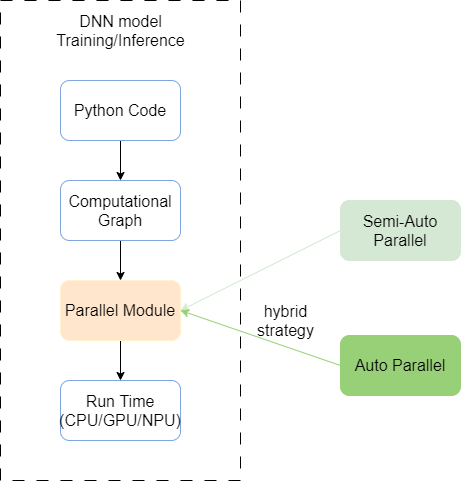 DNN model
Training/Inference
Python Code
Computational
Graph
Semi-Auto
Parallel
Parallel Module
hybrid
strategy
Auto Parallel
Run Time
(CPU/GPU/NPU)